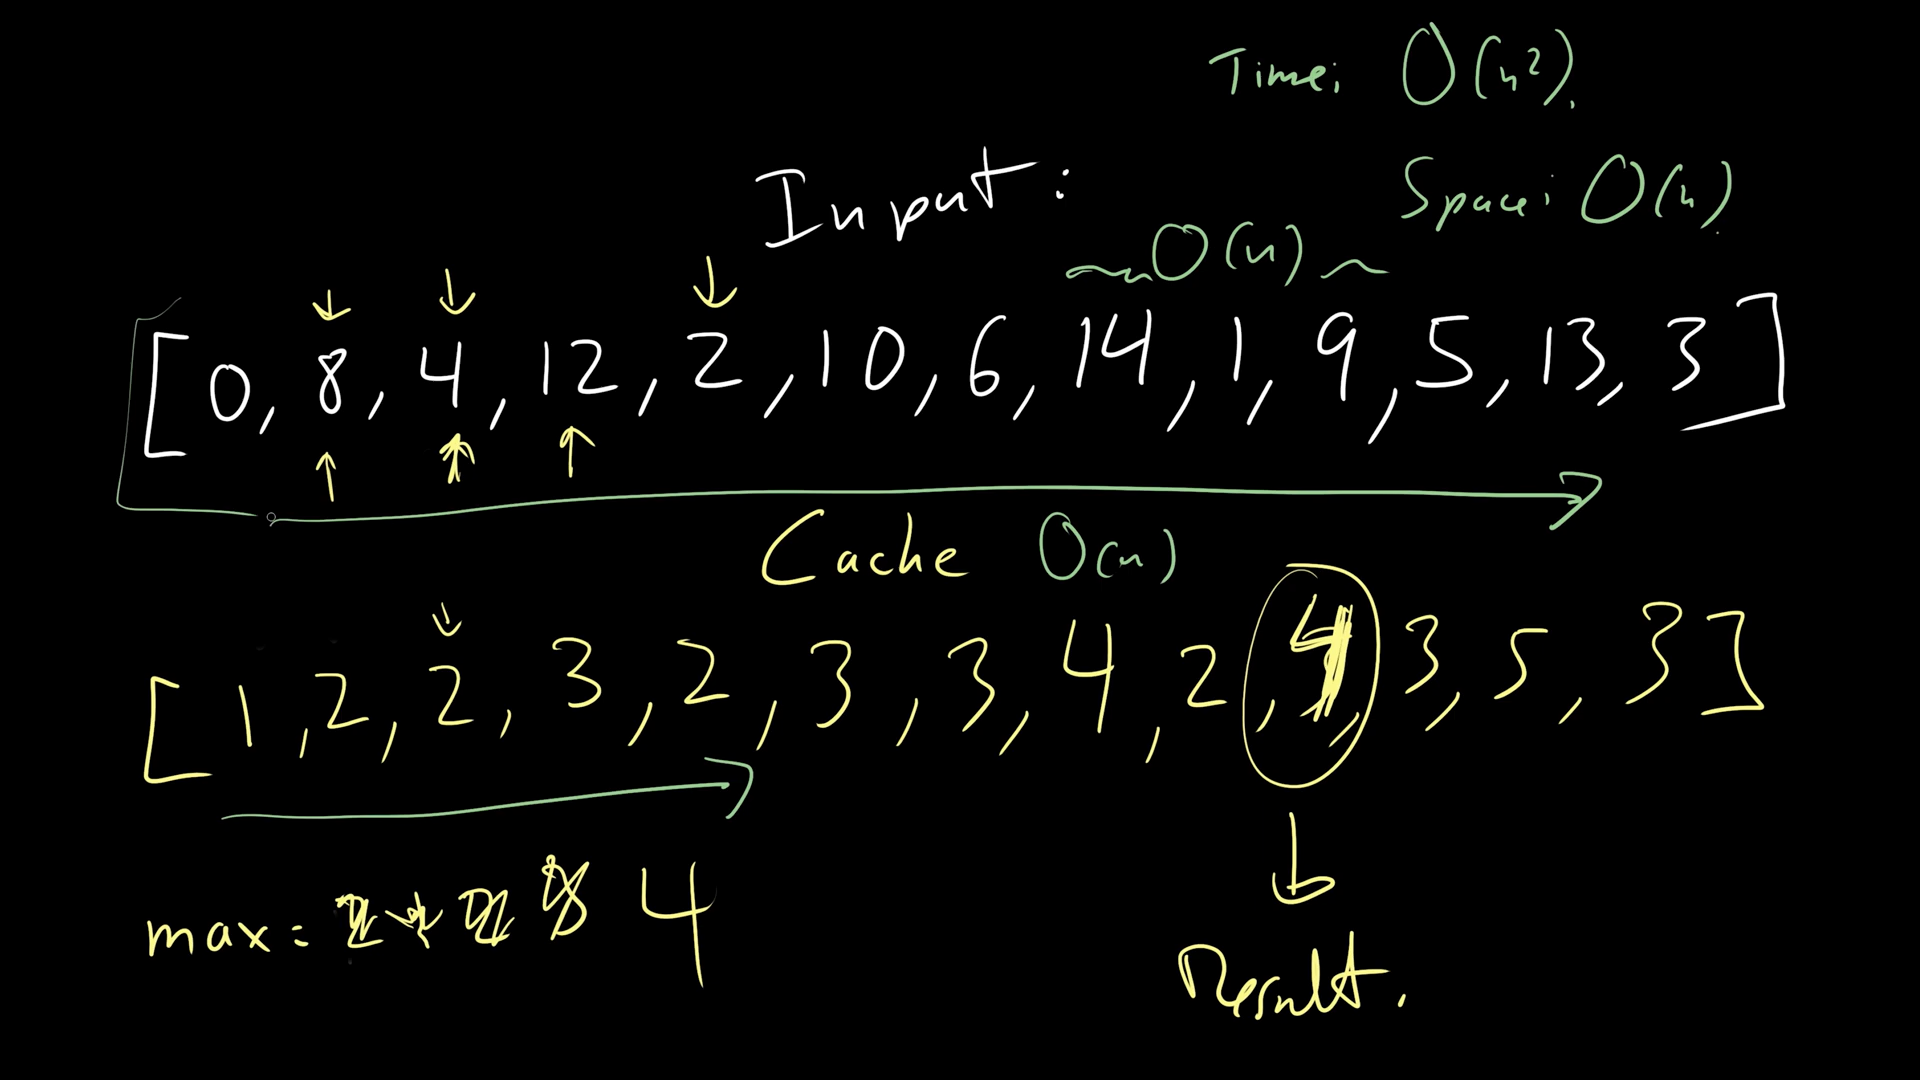 Time: O(n²).
Space: O(n)
Input:
O(n)
[0, 8, 4, 12, 2, 10, 6, 14, 1, 9, 5, 13, 3]
Cache O(n)
[1, 2, 2, 3, 2, 3, 3, 4, 2, 4, 3, 5, 3]
max = 4
Result.